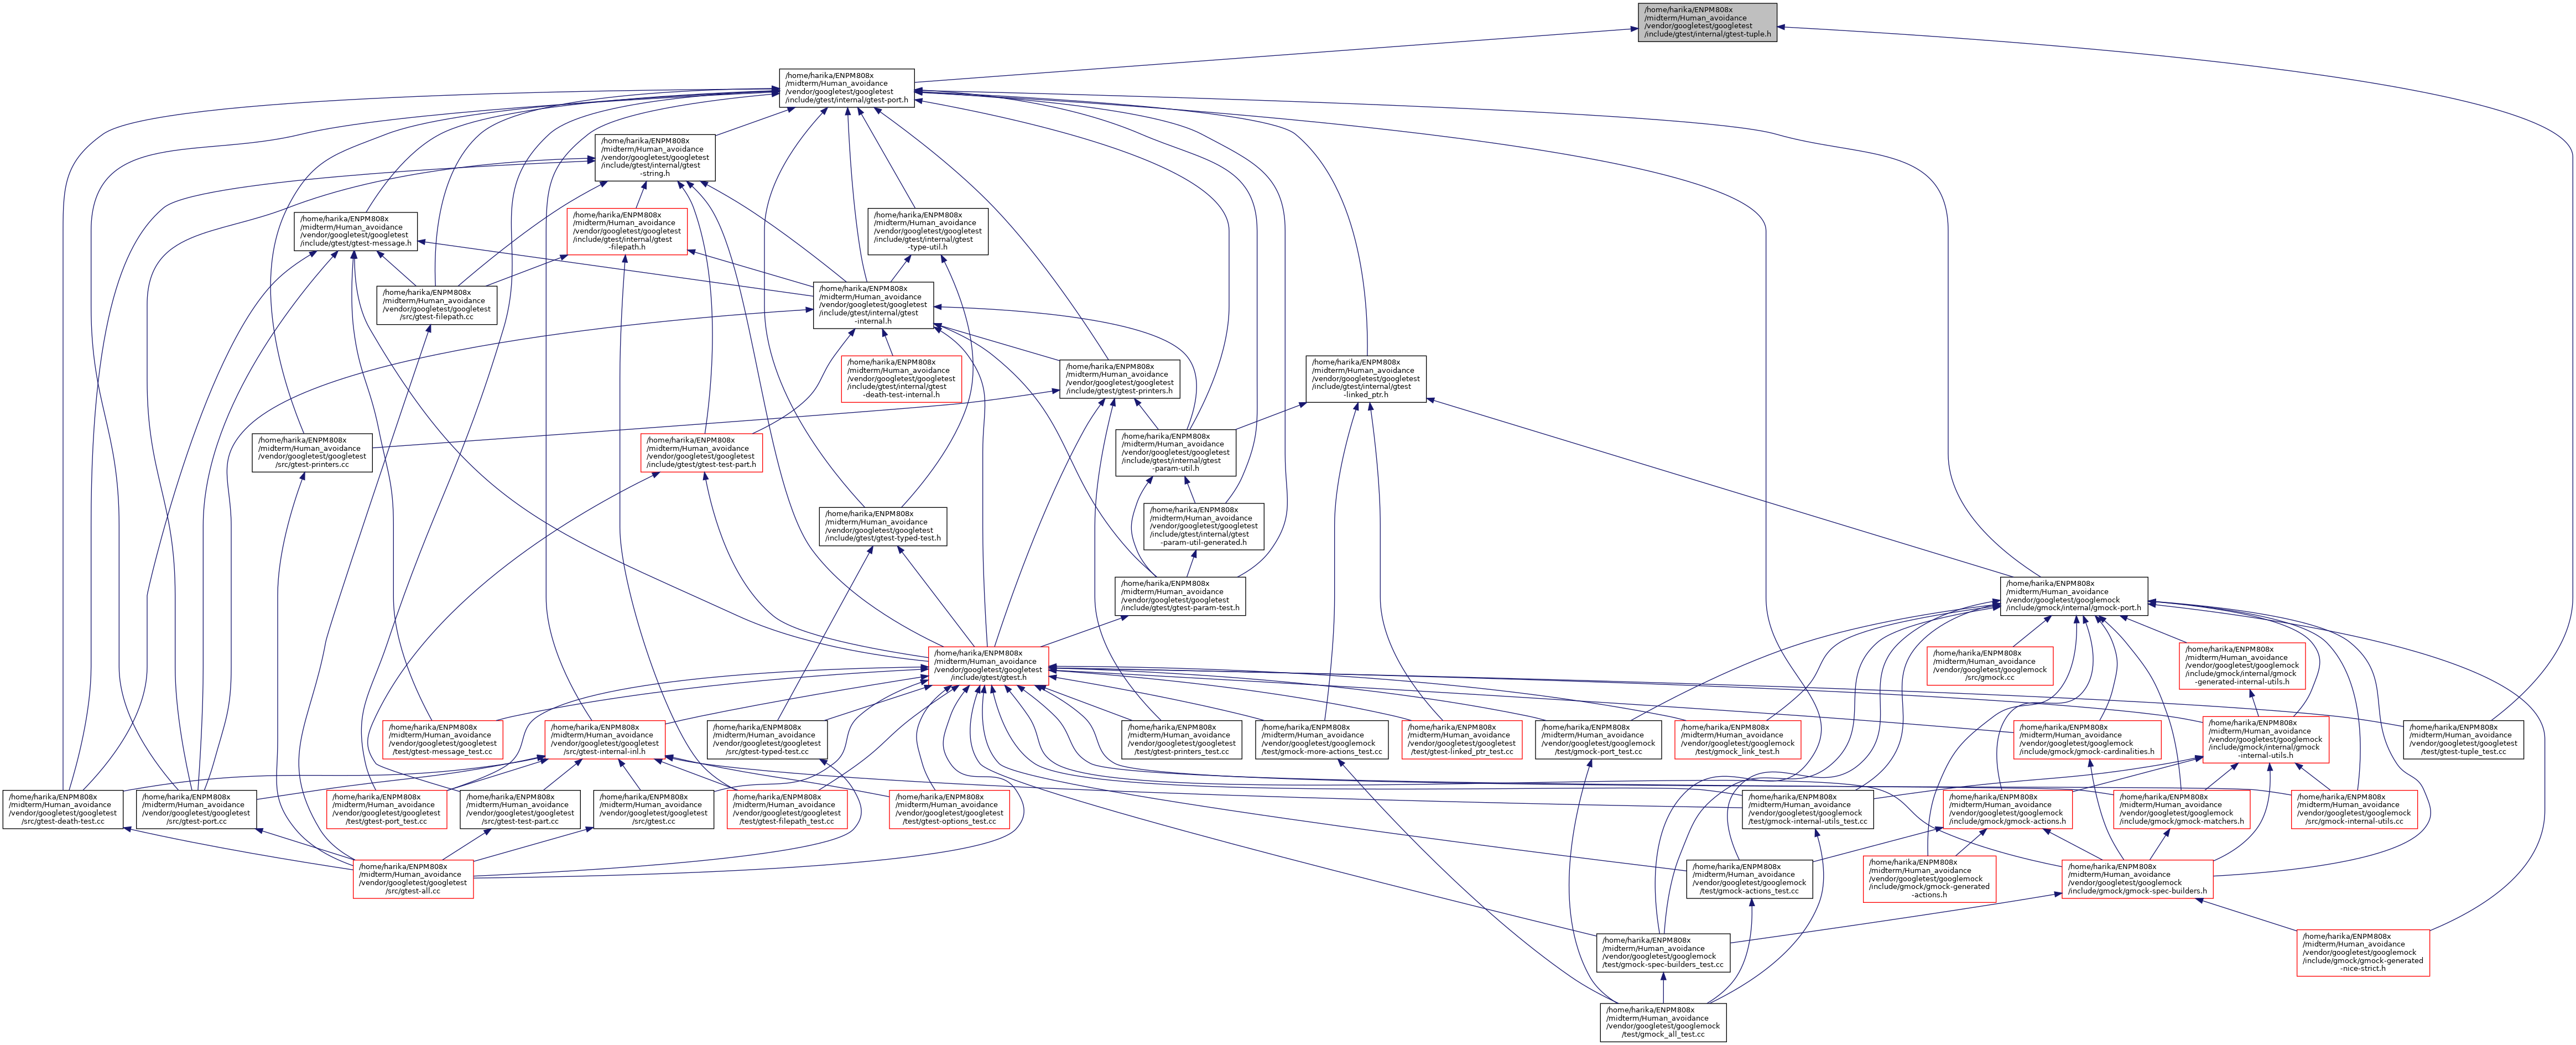 /home/harika/ENPM808x
/midterm/Human_avoidance
/vendor/googletest/googletest
/include/gtest/internal/gtest-tuple.h
/home/harika/ENPM808x
/midterm/Human_avoidance
/vendor/googletest/googletest
/include/gtest/internal/gtest-port.h
/home/harika/ENPM808x
/midterm/Human_avoidance
/vendor/googletest/googletest
/include/gtest/internal/gtest
-string.h
/home/harika/ENPM808x
/midterm/Human_avoidance
/vendor/googletest/googletest
/include/gtest/gtest-message.h
/home/harika/ENPM808x
/midterm/Human_avoidance
/vendor/googletest/googletest
/include/gtest/internal/gtest
-filepath.h
/home/harika/ENPM808x
/midterm/Human_avoidance
/vendor/googletest/googletest
/include/gtest/internal/gtest
-type-util.h
/home/harika/ENPM808x
/midterm/Human_avoidance
/vendor/googletest/googletest
/src/gtest-filepath.cc
/home/harika/ENPM808x
/midterm/Human_avoidance
/vendor/googletest/googletest
/include/gtest/internal/gtest
-internal.h
/home/harika/ENPM808x
/midterm/Human_avoidance
/vendor/googletest/googletest
/include/gtest/internal/gtest
-death-test-internal.h
/home/harika/ENPM808x
/midterm/Human_avoidance
/vendor/googletest/googletest
/include/gtest/gtest-printers.h
/home/harika/ENPM808x
/midterm/Human_avoidance
/vendor/googletest/googletest
/include/gtest/internal/gtest
-linked_ptr.h
/home/harika/ENPM808x
/midterm/Human_avoidance
/vendor/googletest/googletest
/src/gtest-printers.cc
/home/harika/ENPM808x
/midterm/Human_avoidance
/vendor/googletest/googletest
/include/gtest/gtest-test-part.h
/home/harika/ENPM808x
/midterm/Human_avoidance
/vendor/googletest/googletest
/include/gtest/internal/gtest
-param-util.h
/home/harika/ENPM808x
/midterm/Human_avoidance
/vendor/googletest/googletest
/include/gtest/gtest-typed-test.h
/home/harika/ENPM808x
/midterm/Human_avoidance
/vendor/googletest/googletest
/include/gtest/internal/gtest
-param-util-generated.h
/home/harika/ENPM808x
/midterm/Human_avoidance
/vendor/googletest/googletest
/include/gtest/gtest-param-test.h
/home/harika/ENPM808x
/midterm/Human_avoidance
/vendor/googletest/googlemock
/include/gmock/internal/gmock-port.h
/home/harika/ENPM808x
/midterm/Human_avoidance
/vendor/googletest/googletest
/include/gtest/gtest.h
/home/harika/ENPM808x
/midterm/Human_avoidance
/vendor/googletest/googlemock
/src/gmock.cc
/home/harika/ENPM808x
/midterm/Human_avoidance
/vendor/googletest/googlemock
/include/gmock/internal/gmock
-generated-internal-utils.h
/home/harika/ENPM808x
/midterm/Human_avoidance
/vendor/googletest/googletest
/test/gtest-message_test.cc
/home/harika/ENPM808x
/midterm/Human_avoidance
/vendor/googletest/googletest
/src/gtest-internal-inl.h
/home/harika/ENPM808x
/midterm/Human_avoidance
/vendor/googletest/googletest
/src/gtest-typed-test.cc
/home/harika/ENPM808x
/midterm/Human_avoidance
/vendor/googletest/googletest
/test/gtest-printers_test.cc
/home/harika/ENPM808x
/midterm/Human_avoidance
/vendor/googletest/googlemock
/test/gmock-more-actions_test.cc
/home/harika/ENPM808x
/midterm/Human_avoidance
/vendor/googletest/googletest
/test/gtest-linked_ptr_test.cc
/home/harika/ENPM808x
/midterm/Human_avoidance
/vendor/googletest/googlemock
/test/gmock-port_test.cc
/home/harika/ENPM808x
/midterm/Human_avoidance
/vendor/googletest/googlemock
/test/gmock_link_test.h
/home/harika/ENPM808x
/midterm/Human_avoidance
/vendor/googletest/googlemock
/include/gmock/gmock-cardinalities.h
/home/harika/ENPM808x
/midterm/Human_avoidance
/vendor/googletest/googlemock
/include/gmock/internal/gmock
-internal-utils.h
/home/harika/ENPM808x
/midterm/Human_avoidance
/vendor/googletest/googletest
/test/gtest-tuple_test.cc
/home/harika/ENPM808x
/midterm/Human_avoidance
/vendor/googletest/googletest
/src/gtest-death-test.cc
/home/harika/ENPM808x
/midterm/Human_avoidance
/vendor/googletest/googletest
/src/gtest-port.cc
/home/harika/ENPM808x
/midterm/Human_avoidance
/vendor/googletest/googletest
/test/gtest-port_test.cc
/home/harika/ENPM808x
/midterm/Human_avoidance
/vendor/googletest/googletest
/src/gtest-test-part.cc
/home/harika/ENPM808x
/midterm/Human_avoidance
/vendor/googletest/googletest
/src/gtest.cc
/home/harika/ENPM808x
/midterm/Human_avoidance
/vendor/googletest/googletest
/test/gtest-filepath_test.cc
/home/harika/ENPM808x
/midterm/Human_avoidance
/vendor/googletest/googletest
/test/gtest-options_test.cc
/home/harika/ENPM808x
/midterm/Human_avoidance
/vendor/googletest/googlemock
/test/gmock-internal-utils_test.cc
/home/harika/ENPM808x
/midterm/Human_avoidance
/vendor/googletest/googlemock
/include/gmock/gmock-actions.h
/home/harika/ENPM808x
/midterm/Human_avoidance
/vendor/googletest/googlemock
/include/gmock/gmock-matchers.h
/home/harika/ENPM808x
/midterm/Human_avoidance
/vendor/googletest/googlemock
/src/gmock-internal-utils.cc
/home/harika/ENPM808x
/midterm/Human_avoidance
/vendor/googletest/googletest
/src/gtest-all.cc
/home/harika/ENPM808x
/midterm/Human_avoidance
/vendor/googletest/googlemock
/test/gmock-actions_test.cc
/home/harika/ENPM808x
/midterm/Human_avoidance
/vendor/googletest/googlemock
/include/gmock/gmock-generated
-actions.h
/home/harika/ENPM808x
/midterm/Human_avoidance
/vendor/googletest/googlemock
/include/gmock/gmock-spec-builders.h
/home/harika/ENPM808x
/midterm/Human_avoidance
/vendor/googletest/googlemock
/test/gmock-spec-builders_test.cc
/home/harika/ENPM808x
/midterm/Human_avoidance
/vendor/googletest/googlemock
/include/gmock/gmock-generated
-nice-strict.h
/home/harika/ENPM808x
/midterm/Human_avoidance
/vendor/googletest/googlemock
/test/gmock_all_test.cc